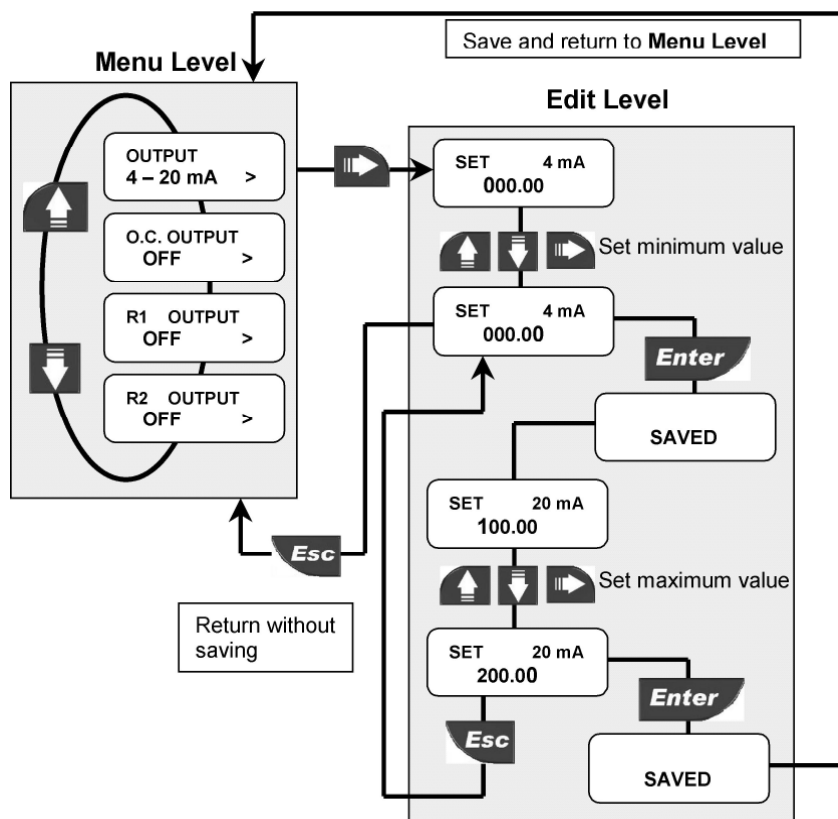 Save and return to Menu Level
Menu Level
Edit Level
OUTPUT
4 – 20 mA >
O.C. OUTPUT
OFF >
R1 OUTPUT
OFF >
R2 OUTPUT
OFF >
SET 4 mA
000.00
Set minimum value
SET 4 mA
000.00
Enter
SAVED
SET 20 mA
100.00
Esc
Set maximum value
Return without
saving
SET 20 mA
200.00
Enter
Esc
SAVED